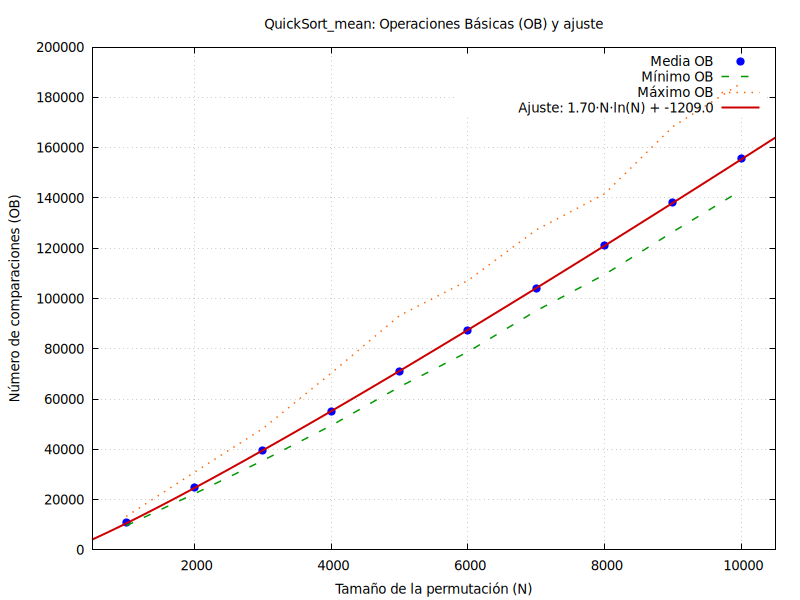 QuickSort_mean: Operaciones Básicas (OB) y ajuste
Media OB
Mínimo OB
Máximo OB
Ajuste: 1.70·N·ln(N) + -1209.0
Número de comparaciones (OB)
200000
180000
160000
140000
120000
100000
80000
60000
40000
20000
0
2000
4000
6000
8000
10000
Tamaño de la permutación (N)